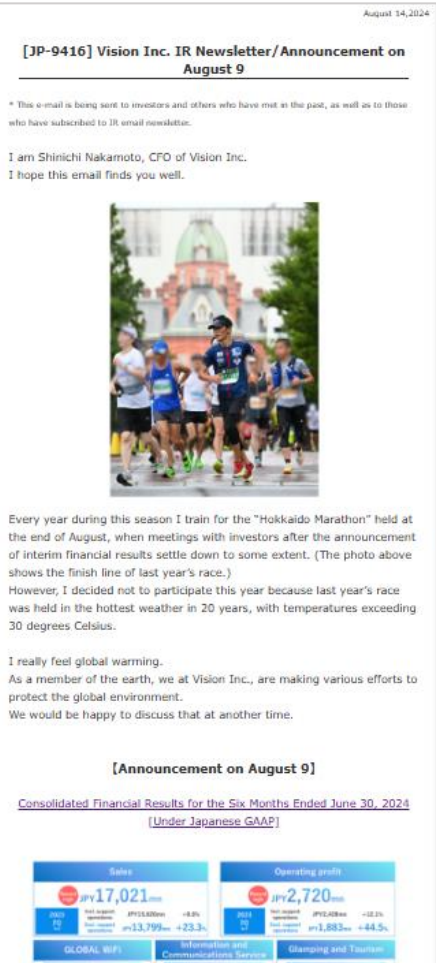 August 14,2024
[JP-9416] Vision Inc. IR Newsletter/Announcement on
August 9
* This e-mail is being sent to investors and others who have met in the past, as well as to those
who have subscribed to IR email newsletter.
I am Shinichi Nakamoto, CFO of Vision Inc.
I hope this email finds you well.
Every year during this season I train for the "Hokkaido Marathon" held at
the end of August, when meetings with investors after the announcement
of interim financial results settle down to some extent. (The photo above
shows the finish line of last year's race.)
However, I decided not to participate this year because last year's race
was held in the hottest weather in 20 years, with temperatures exceeding
30 degrees Celsius.
I really feel global warming.
As a member of the earth, we at Vision Inc., are making various efforts to
protect the global environment.
We would be happy to discuss that at another time.
【Announcement on August 9】
Consolidated Financial Results for the Six Months Ended June 30, 2024
[Under Japanese GAAP]
Sales
JPY17,021mn
2023
2Q
JPY13,799mn +23.3%
Operating profit
JPY2,720mn
2023
2Q
JPY1,883mn +44.5%
GLOBAL WiFi
Information and
Communications Service
Glamping and Tourism